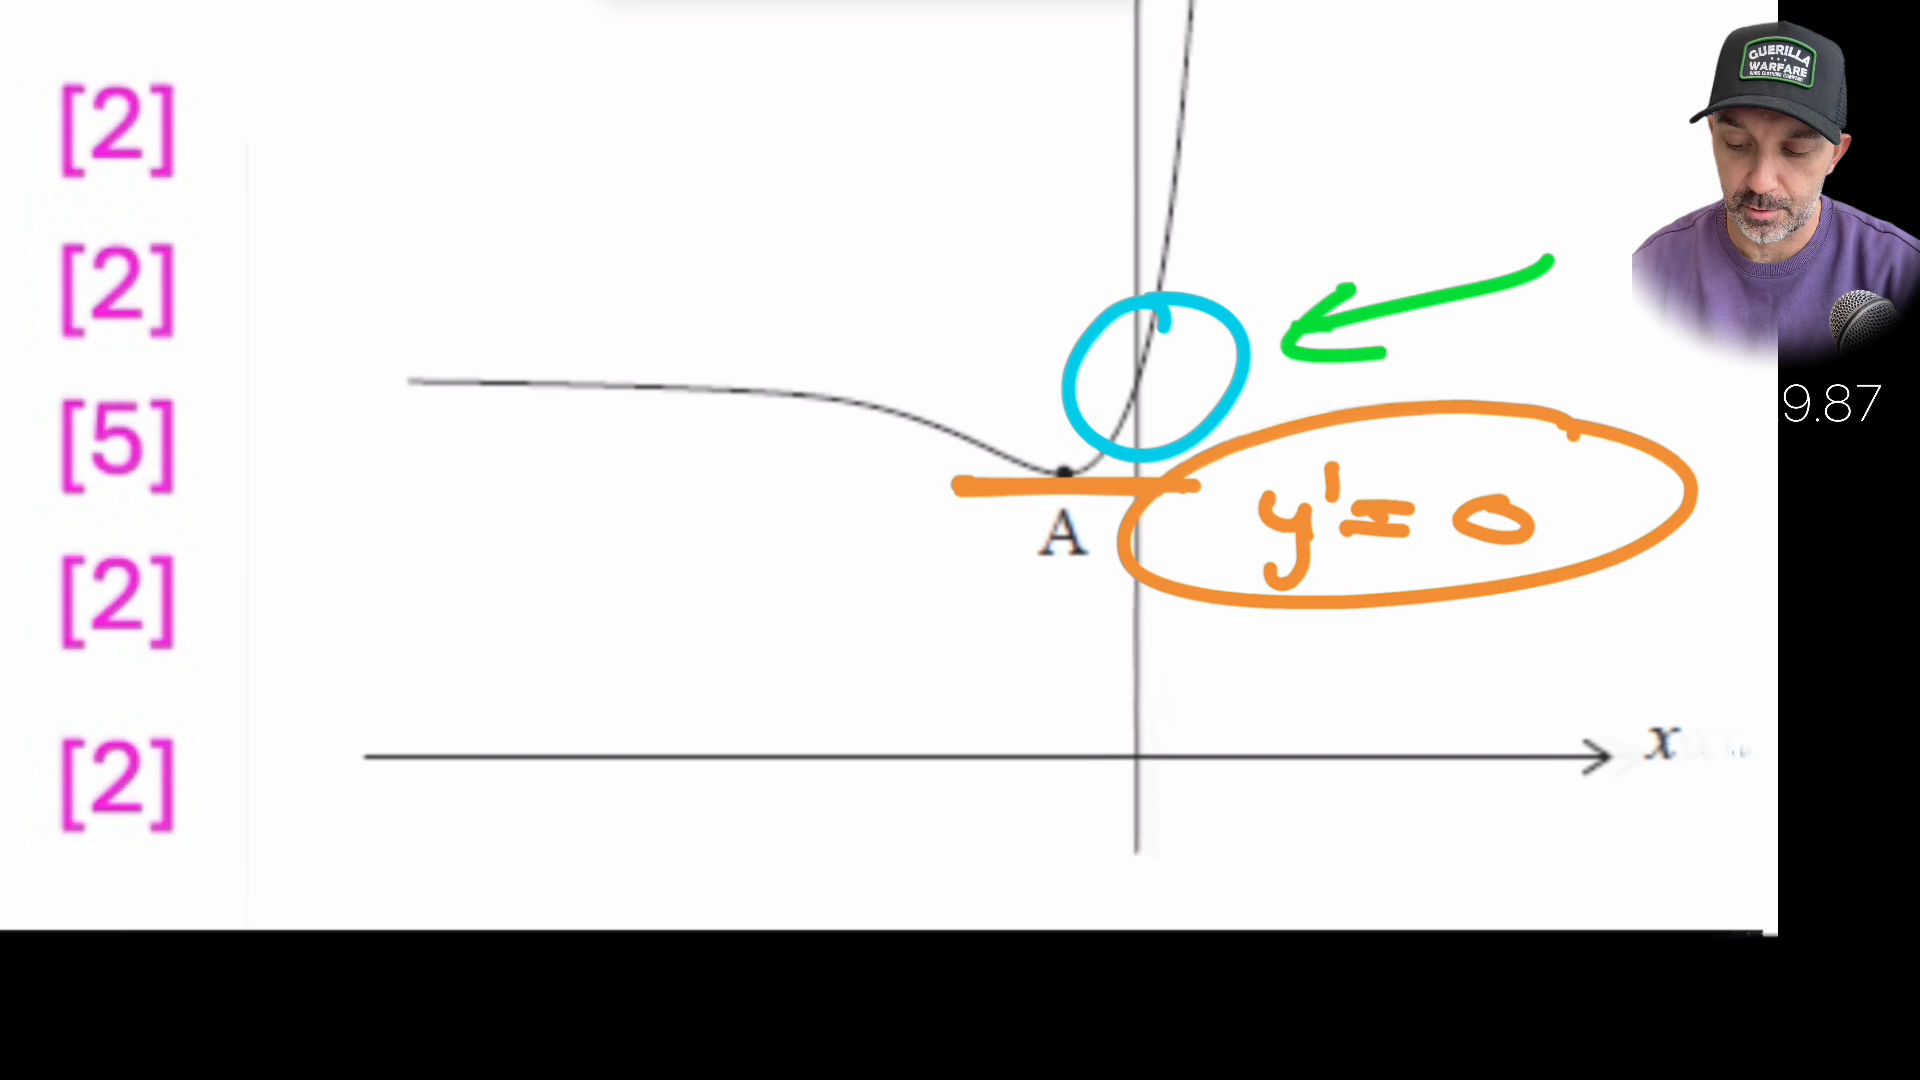 [2]
[2]
[5]
[2]
[2]
A
y'= 0
x
GUERILLA
WARFARE
9.87